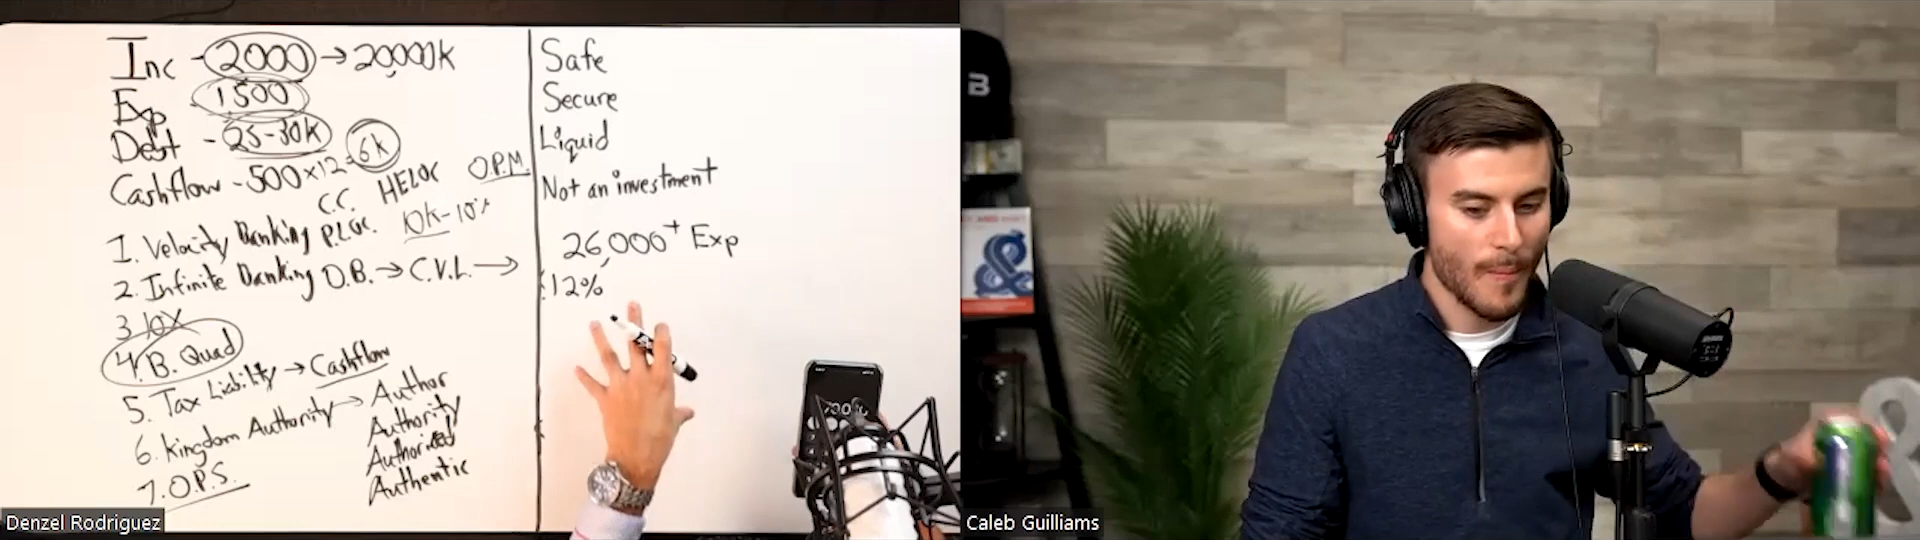 Inc - 2000 → 20,000k
Exp 1500
Debt - 25-30k
Cashflow - 500 x 12 = 6k
C.C. HELOC O.P.M.
1. Velocity Banking P.LOC. 10k - 10%
2. Infinite Banking O.B. → C.V.L. →
3. 10X
4. B. Quad
5. Tax Liability → Cashflow
6. Kingdom Authority → Author
Authority
Authorized
Authentic
7. O.P.S.
Safe
Secure
Liquid
Not an investment
26,000+ Exp
12%
Denzel Rodriguez
B
&
Caleb Guilliams